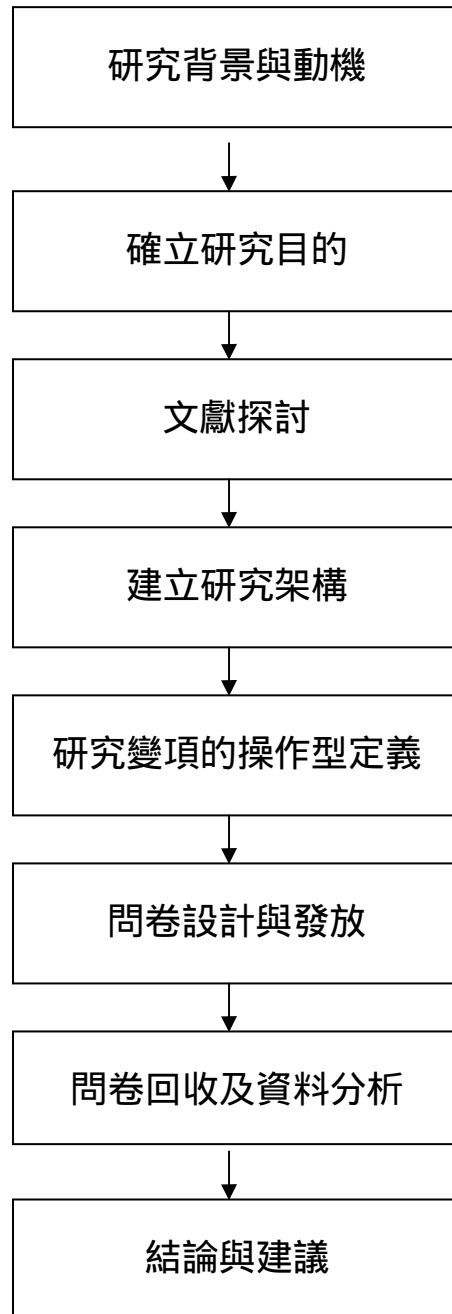 研究背景與動機
確立研究目的
文獻探討
建立研究架構
研究變項的操作型定義
問卷設計與發放
問卷回收及資料分析
結論與建議